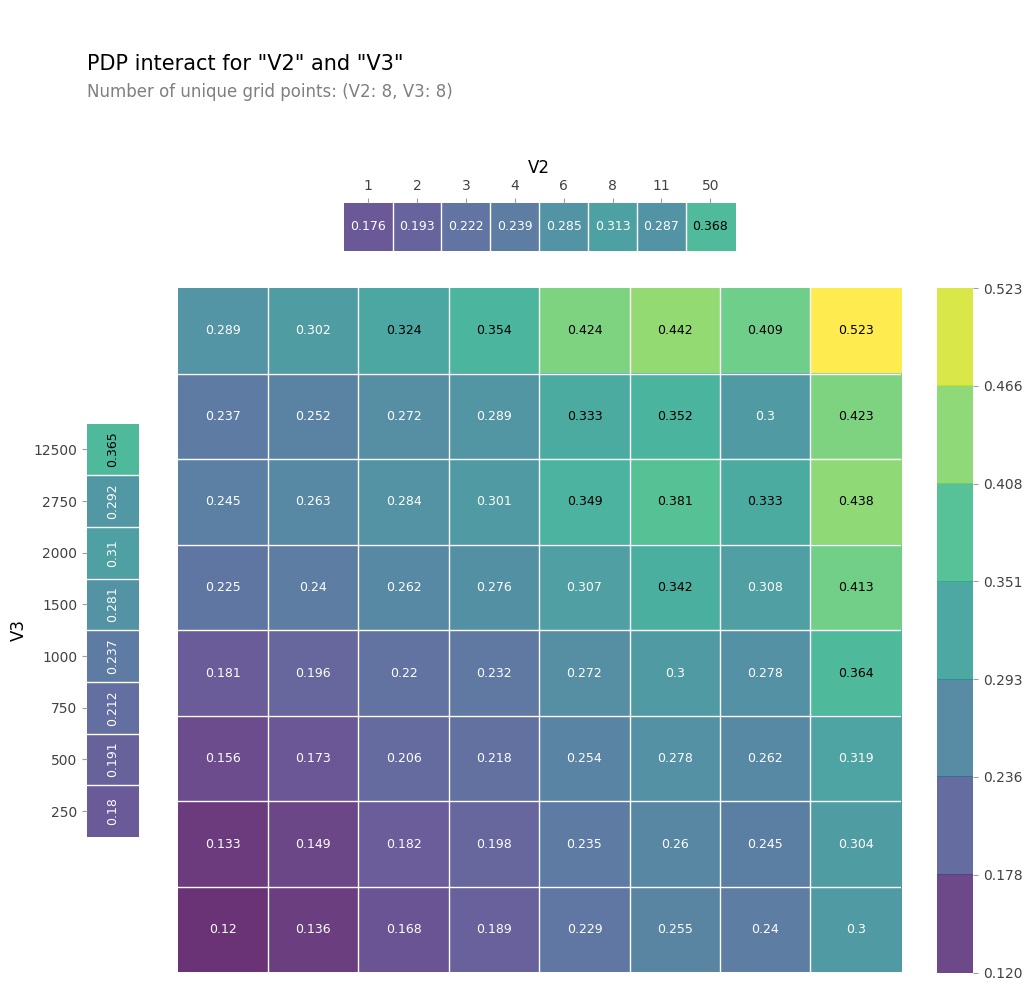 PDP interact for "V2" and "V3"
Number of unique grid points: (V2: 8, V3: 8)
V2
1 2 3 4 6 8 11 50
0.176 0.193 0.222 0.239 0.285 0.313 0.287 0.368
V3
12500 0.365
2750 0.292
2000 0.31
1500 0.281
1000 0.237
750 0.212
500 0.191
250 0.18
0.289 0.302 0.324 0.354 0.424 0.442 0.409 0.523
0.237 0.252 0.272 0.289 0.333 0.352 0.3 0.423
0.245 0.263 0.284 0.301 0.349 0.381 0.333 0.438
0.225 0.24 0.262 0.276 0.307 0.342 0.308 0.413
0.181 0.196 0.22 0.232 0.272 0.3 0.278 0.364
0.156 0.173 0.206 0.218 0.254 0.278 0.262 0.319
0.133 0.149 0.182 0.198 0.235 0.26 0.245 0.304
0.12 0.136 0.168 0.189 0.229 0.255 0.24 0.3
0.523
0.466
0.408
0.351
0.293
0.236
0.178
0.120